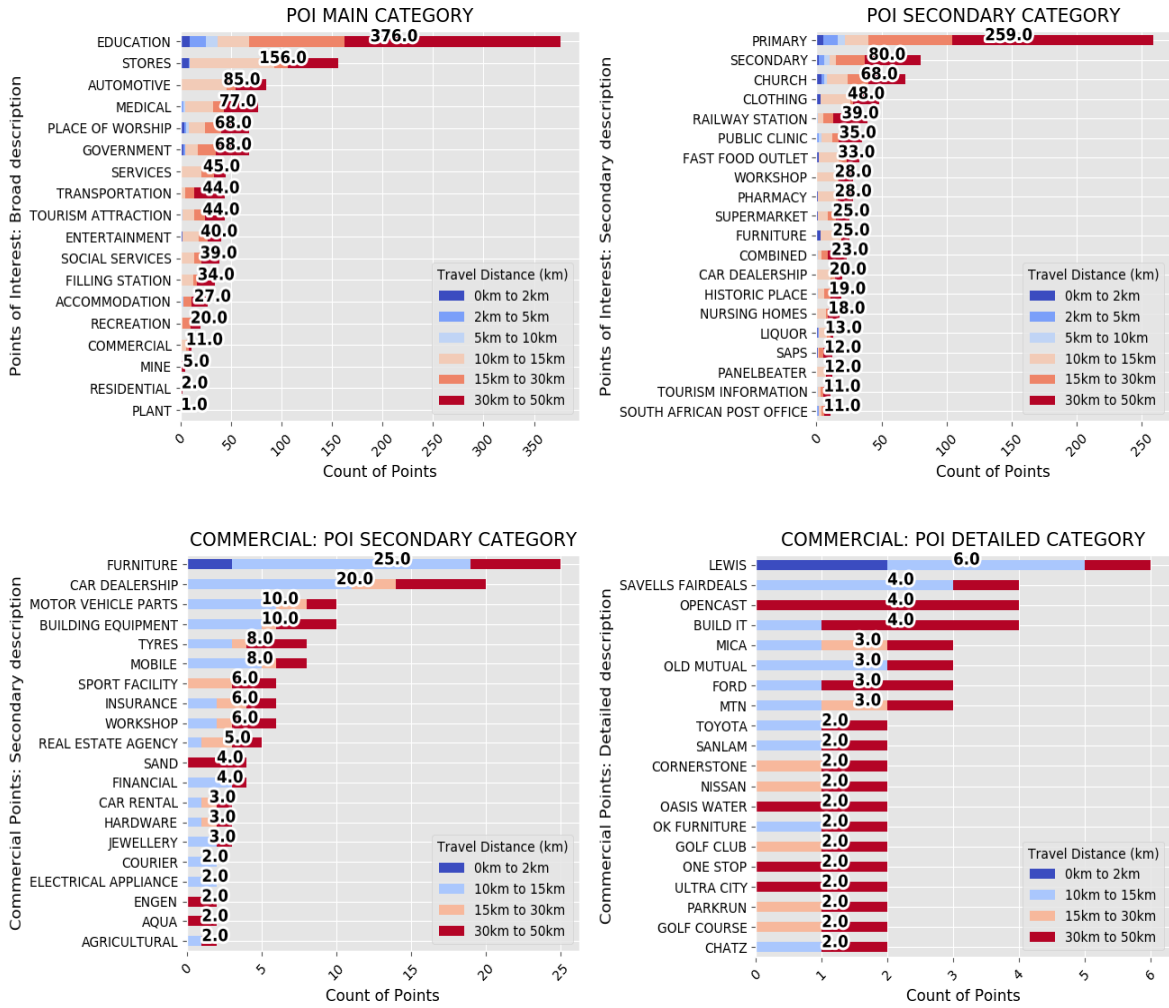 POI MAIN CATEGORY
Points of Interest: Broad description
EDUCATION 376.0
STORES 156.0
AUTOMOTIVE 85.0
MEDICAL 77.0
PLACE OF WORSHIP 68.0
GOVERNMENT 68.0
SERVICES 45.0
TRANSPORTATION 44.0
TOURISM ATTRACTION 44.0
ENTERTAINMENT 40.0
SOCIAL SERVICES 39.0
FILLING STATION 34.0
ACCOMMODATION 27.0
RECREATION 20.0
COMMERCIAL 11.0
MINE 5.0
RESIDENTIAL 2.0
PLANT 1.0
Travel Distance (km)
0km to 2km
2km to 5km
5km to 10km
10km to 15km
15km to 30km
30km to 50km
0 50 100 150 200 250 300 350
Count of Points
POI SECONDARY CATEGORY
Points of Interest: Secondary description
PRIMARY 259.0
SECONDARY 80.0
CHURCH 68.0
CLOTHING 48.0
RAILWAY STATION 39.0
PUBLIC CLINIC 35.0
FAST FOOD OUTLET 33.0
WORKSHOP 28.0
PHARMACY 28.0
SUPERMARKET 25.0
FURNITURE 25.0
COMBINED 23.0
CAR DEALERSHIP 20.0
HISTORIC PLACE 19.0
NURSING HOMES 18.0
LIQUOR 13.0
SAPS 12.0
PANELBEATER 12.0
TOURISM INFORMATION 11.0
SOUTH AFRICAN POST OFFICE 11.0
Travel Distance (km)
0km to 2km
2km to 5km
5km to 10km
10km to 15km
15km to 30km
30km to 50km
0 50 100 150 200 250
Count of Points
COMMERCIAL: POI SECONDARY CATEGORY
Commercial Points: Secondary description
FURNITURE 25.0
CAR DEALERSHIP 20.0
MOTOR VEHICLE PARTS 10.0
BUILDING EQUIPMENT 10.0
TYRES 8.0
MOBILE 8.0
SPORT FACILITY 6.0
INSURANCE 6.0
WORKSHOP 6.0
REAL ESTATE AGENCY 5.0
SAND 4.0
FINANCIAL 4.0
CAR RENTAL 3.0
HARDWARE 3.0
JEWELLERY 3.0
COURIER 2.0
ELECTRICAL APPLIANCE 2.0
ENGEN 2.0
AQUA 2.0
AGRICULTURAL 2.0
Travel Distance (km)
0km to 2km
10km to 15km
15km to 30km
30km to 50km
0 5 10 15 20 25
Count of Points
COMMERCIAL: POI DETAILED CATEGORY
Commercial Points: Detailed description
LEWIS 6.0
SAVELLS FAIRDEALS 4.0
OPENCAST 4.0
BUILD IT 4.0
MICA 3.0
OLD MUTUAL 3.0
FORD 3.0
MTN 3.0
TOYOTA 2.0
SANLAM 2.0
CORNERSTONE 2.0
NISSAN 2.0
OASIS WATER 2.0
OK FURNITURE 2.0
GOLF CLUB 2.0
ONE STOP 2.0
ULTRA CITY 2.0
PARKRUN 2.0
GOLF COURSE 2.0
CHATZ 2.0
Travel Distance (km)
0km to 2km
10km to 15km
15km to 30km
30km to 50km
0 1 2 3 4 5 6
Count of Points